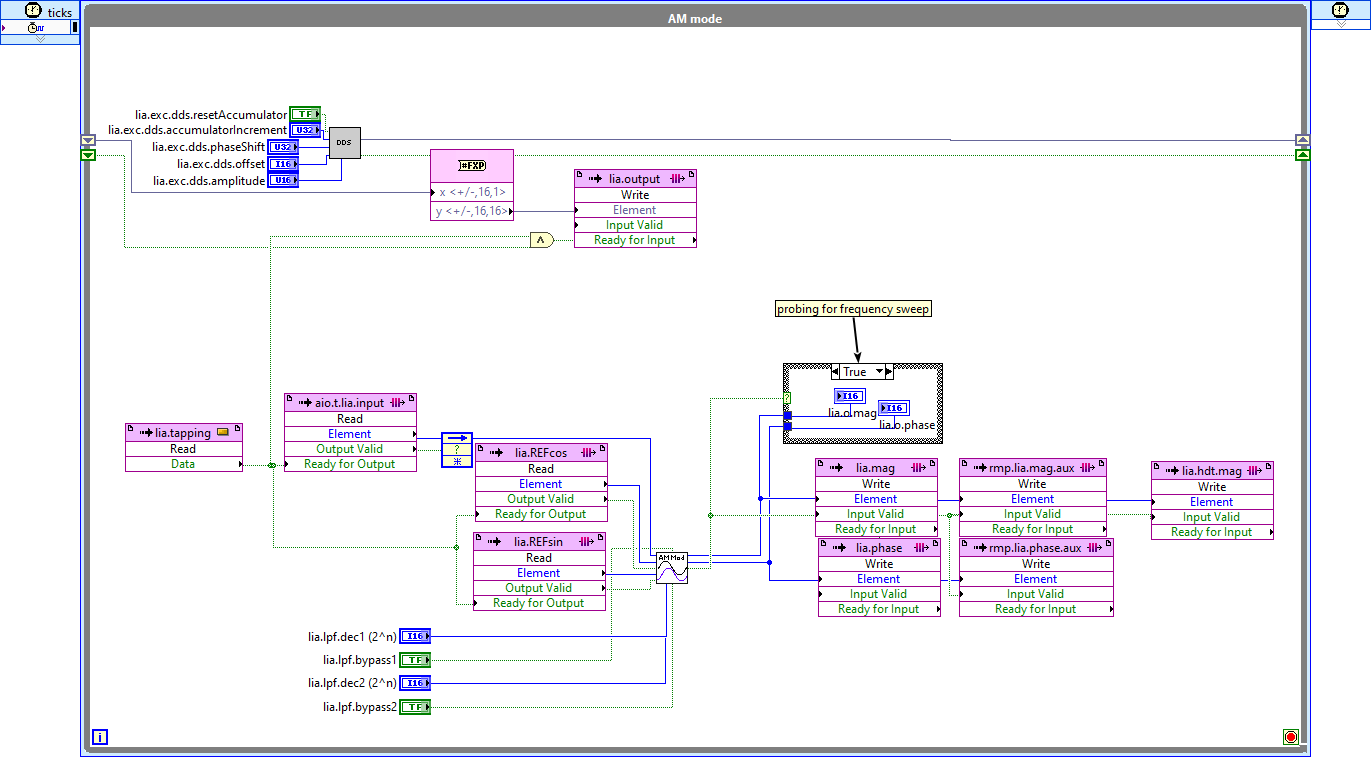 ticks
AM mode
lia.exc.dds.resetAccumulator
TF
lia.exc.dds.accumulatorIncrement
U32
lia.exc.dds.phaseShift
U32
lia.exc.dds.offset
I16
lia.exc.dds.amplitude
U16
DDS
I#FXP
x <+/-,16,1>
y <+/-,16,16>
lia.output
Write
Element
Input Valid
Ready for Input
probing for frequency sweep
True
I16
lia.o.mag
I16
lia.o.phase
?
lia.tapping
Read
Data
aio.t.lia.input
Read
Element
Output Valid
Ready for Output
?
lia.REFcos
Read
Element
Output Valid
Ready for Output
lia.REFsin
Read
Element
Output Valid
Ready for Output
AM Mod
lia.mag
Write
Element
Input Valid
Ready for Input
rmp.lia.mag.aux
Write
Element
Input Valid
Ready for Input
lia.hdt.mag
Write
Element
Input Valid
Ready for Input
lia.phase
Write
Element
Input Valid
Ready for Input
rmp.lia.phase.aux
Write
Element
Input Valid
Ready for Input
lia.lpf.dec1 (2^n)
I16
lia.lpf.bypass1
TF
lia.lpf.dec2 (2^n)
I16
lia.lpf.bypass2
TF
i